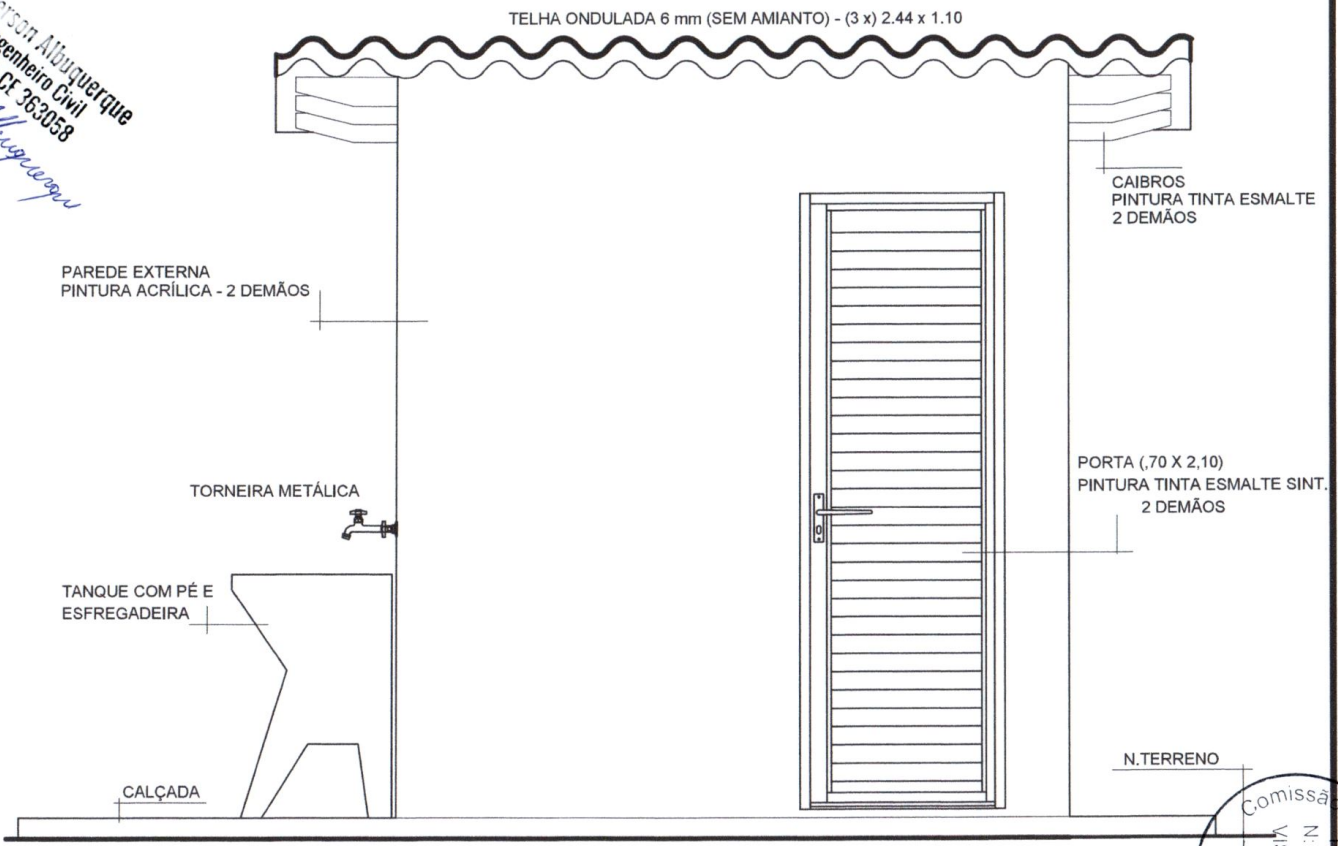 TELHA ONDULADA 6 mm (SEM AMIANTO) - (3 x) 2.44 x 1.10
Albuquerque
Engenheiro Civil
CE 363058
CAIBROS
PINTURA TINTA ESMALTE
2 DEMÃOS
PAREDE EXTERNA
PINTURA ACRÍLICA - 2 DEMÃOS
TORNEIRA METÁLICA
PORTA (,70 X 2,10)
PINTURA TINTA ESMALTE SINT.
2 DEMÃOS
TANQUE COM PÉ E
ESFREGADEIRA
CALÇADA
N.TERRENO